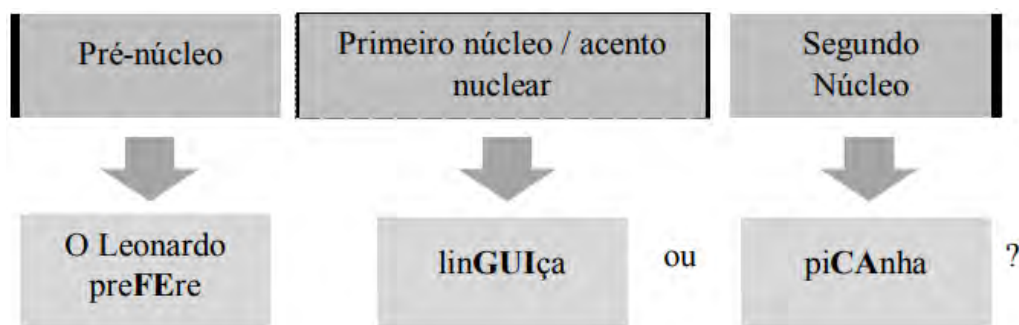 Pré-núcleo
Primeiro núcleo / acento
nuclear
Segundo
Núcleo
O Leonardo
preFEre
linGUIça
ou
piCAnha
?